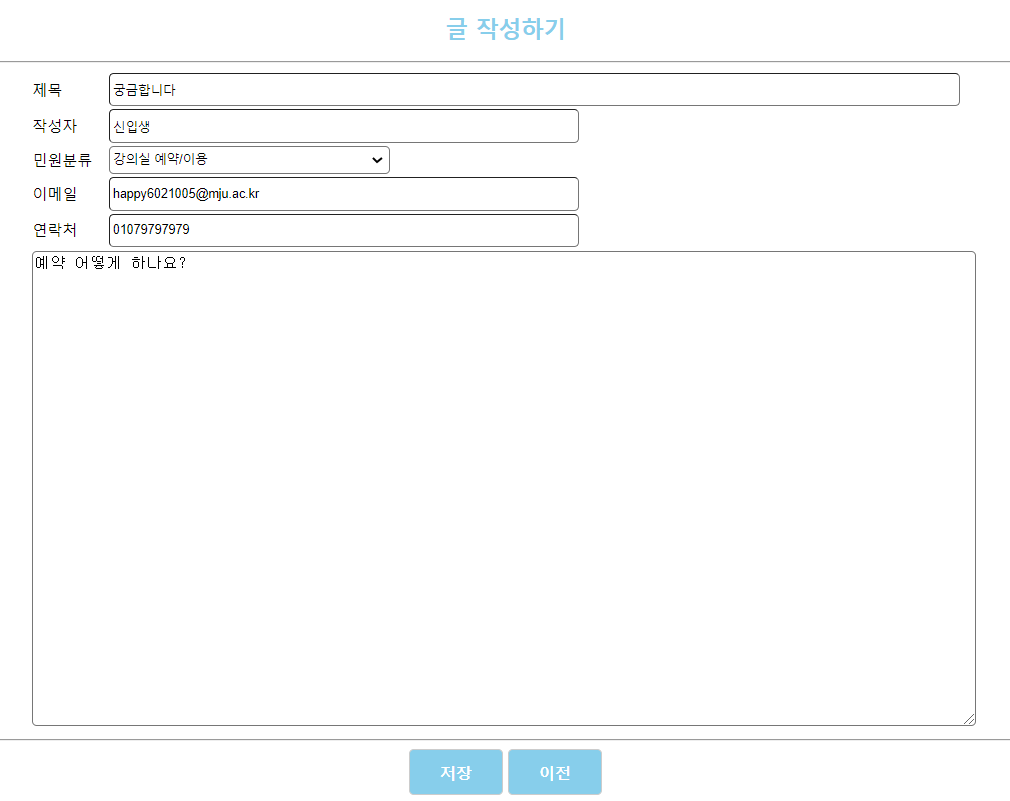 글 작성하기
제목 궁금합니다
작성자 신입생
민원분류 강의실 예약/이용
이메일 happy6021005@mju.ac.kr
연락처 01079797979
예약 어떻게 하나요?
저장 이전